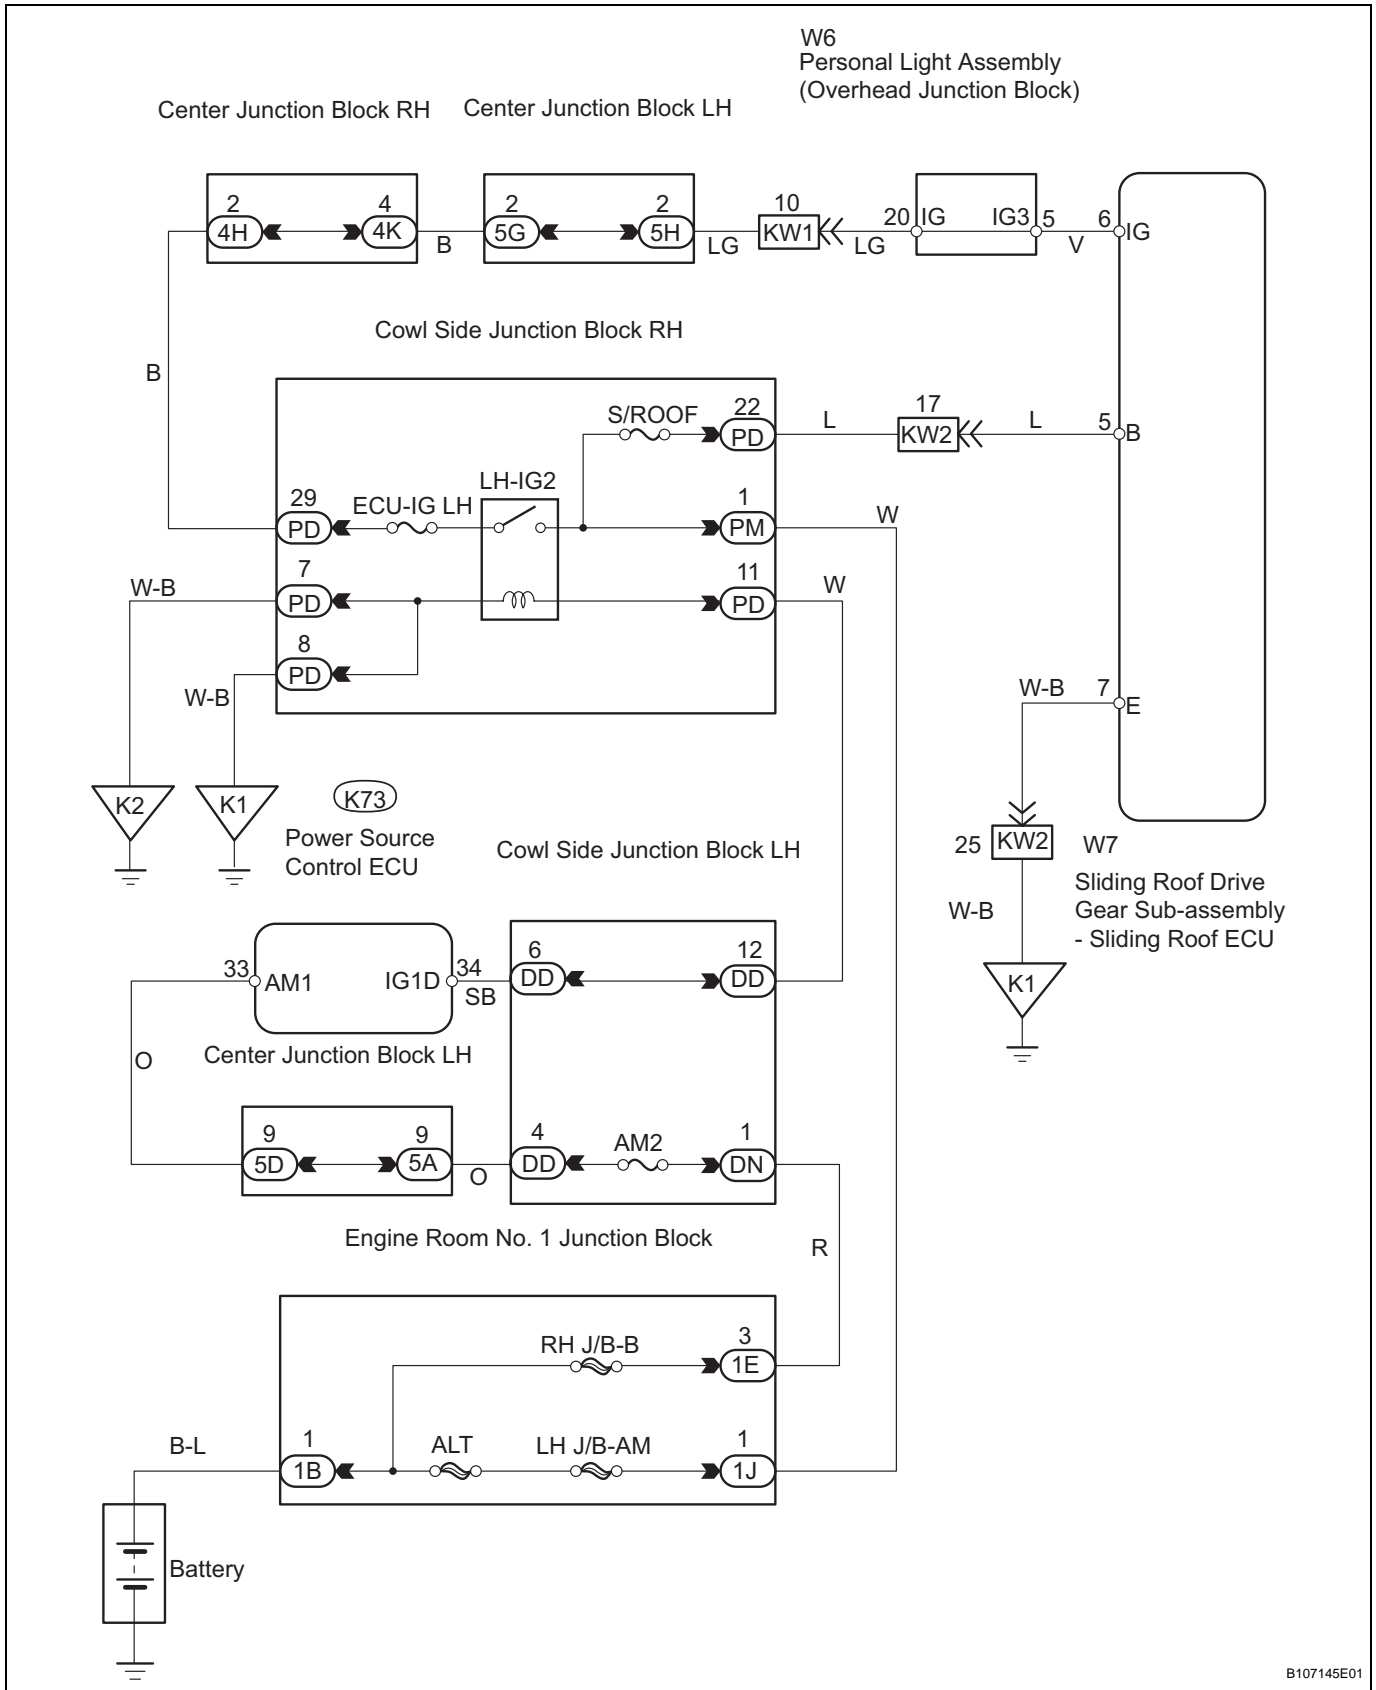 W6
Personal Light Assembly
(Overhead Junction Block)
Center Junction Block RH
Center Junction Block LH
2
4H
4
4K
B
2
5G
2
5H
LG
10
KW1
LG
20
IG
IG3
5
V
6
IG
Cowl Side Junction Block RH
B
S/ROOF
22
PD
L
17
KW2
L
5
B
LH-IG2
29
PD
ECU-IG LH
1
PM
W
W-B
7
PD
11
PD
W
8
PD
W-B
W-B
7
E
K2
K1
K73
Power Source
Control ECU
Cowl Side Junction Block LH
25
KW2
W7
Sliding Roof Drive
Gear Sub-assembly
- Sliding Roof ECU
W-B
K1
33
AM1
IG1D
34
SB
6
DD
12
DD
O
Center Junction Block LH
9
5D
9
5A
O
4
DD
AM2
1
DN
Engine Room No. 1 Junction Block
R
RH J/B-B
3
1E
B-L
1
1B
ALT
LH J/B-AM
1
1J
Battery
B107145E01